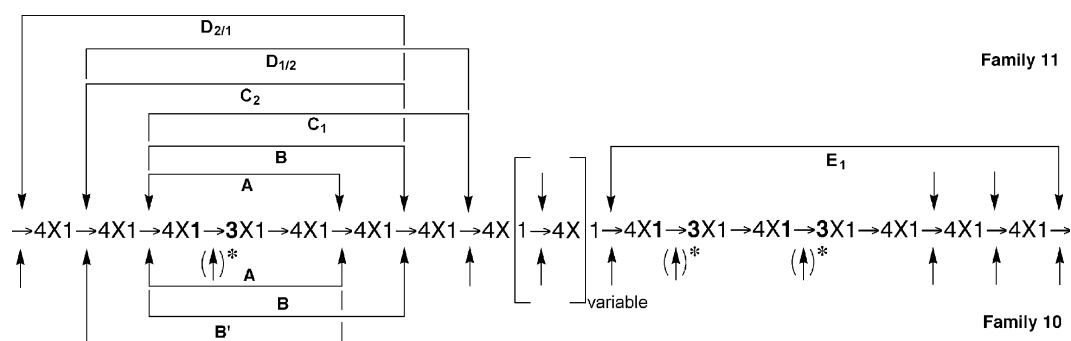 D2/1
D1/2
Family 11
C2
C1
B
E1
A
→4X1→4X1→4X1→3X1→4X1→4X1→4X1→4X[1→4X]1→4X1→3X1→4X1→3X1→4X1→4X1→4X1→
( )* ( )* ( )*
A
variable
B
B'
Family 10